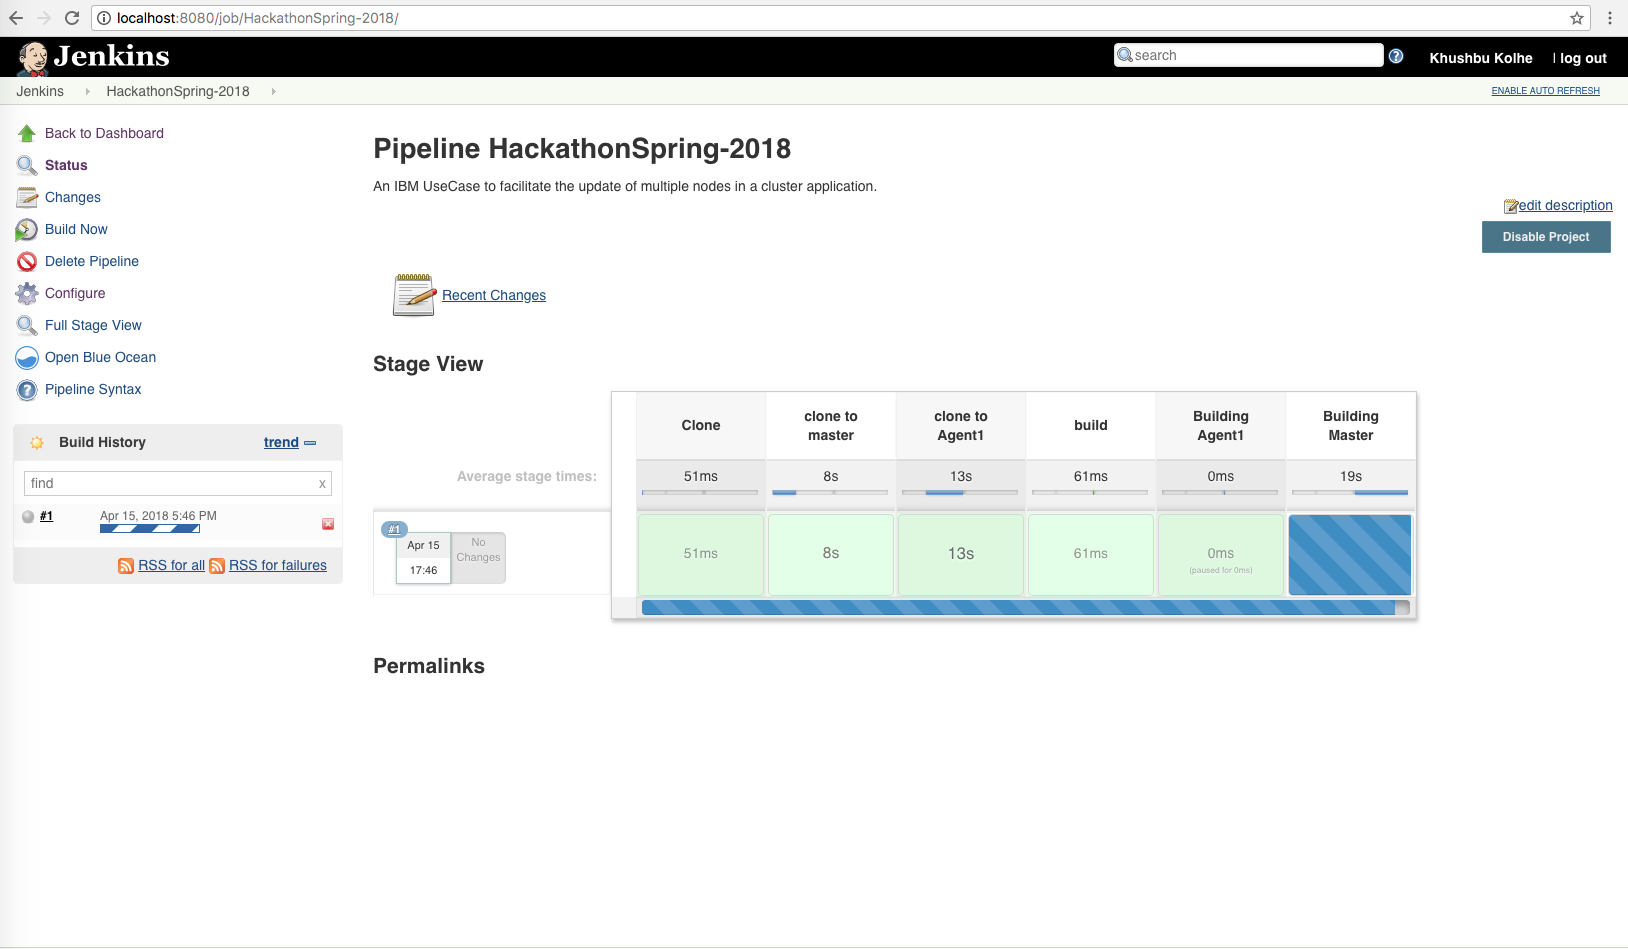 localhost:8080/job/HackathonSpring-2018/
Jenkins
search
Khushbu Kolhe
| log out
Jenkins
HackathonSpring-2018
ENABLE AUTO REFRESH
Back to Dashboard
Status
Changes
Build Now
Delete Pipeline
Configure
Full Stage View
Open Blue Ocean
Pipeline Syntax
Build History
trend
find
x
#1
Apr 15, 2018 5:46 PM
RSS for all
RSS for failures
Pipeline HackathonSpring-2018
An IBM UseCase to facilitate the update of multiple nodes in a cluster application.
edit description
Disable Project
Recent Changes
Stage View
Clone
clone to
master
clone to
Agent1
build
Building
Agent1
Building
Master
Average stage times:
51ms
8s
13s
61ms
0ms
19s
#1
Apr 15
17:46
No
Changes
51ms
8s
13s
61ms
0ms
(paused for 0ms)
Permalinks